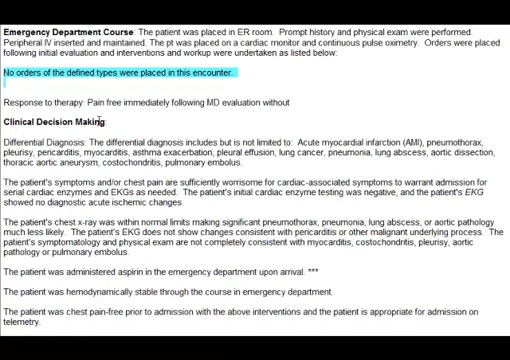 Emergency Department Course: The patient was placed in ER room. Prompt history and physical exam were performed.
Peripheral IV inserted and maintained. The pt was placed on a cardiac monitor and continuous pulse oximetry. Orders were placed
following initial evaluation and interventions and workup were undertaken as listed below:
No orders of the defined types were placed in this encounter.
Response to therapy: Pain free immediately following MD evaluation without
Clinical Decision Making:
Differential Diagnosis: The differential diagnosis includes but is not limited to: Acute myocardial infarction (AMI), pneumothorax,
pleurisy, pericarditis, myocarditis, asthma exacerbation, pleural effusion, lung cancer, pneumonia, lung abscess, aortic dissection,
thoracic aortic aneurysm, costochondritis, pulmonary embolus.
The patient's symptoms and/or chest pain are sufficiently worrisome for cardiac-associated symptoms to warrant admission for
serial cardiac enzymes and EKGs as needed. The patient's initial cardiac enzyme testing was negative, and the patient's EKG
showed no diagnostic acute ischemic changes.
The patient's chest x-ray was within normal limits making significant pneumothorax, pneumonia, lung abscess, or aortic pathology
much less likely. The patient's EKG does not show changes consistent with pericarditis or other malignant underlying process. The
patient's symptomatology and physical exam are not completely consistent with myocarditis, costochondritis, pleurisy, aortic
pathology or pulmonary embolus.
The patient was administered aspirin in the emergency department upon arrival. ***
The patient was hemodynamically stable through the course in emergency department.
The patient was chest pain-free prior to admission with the above interventions and the patient is appropriate for admission on
telemetry.